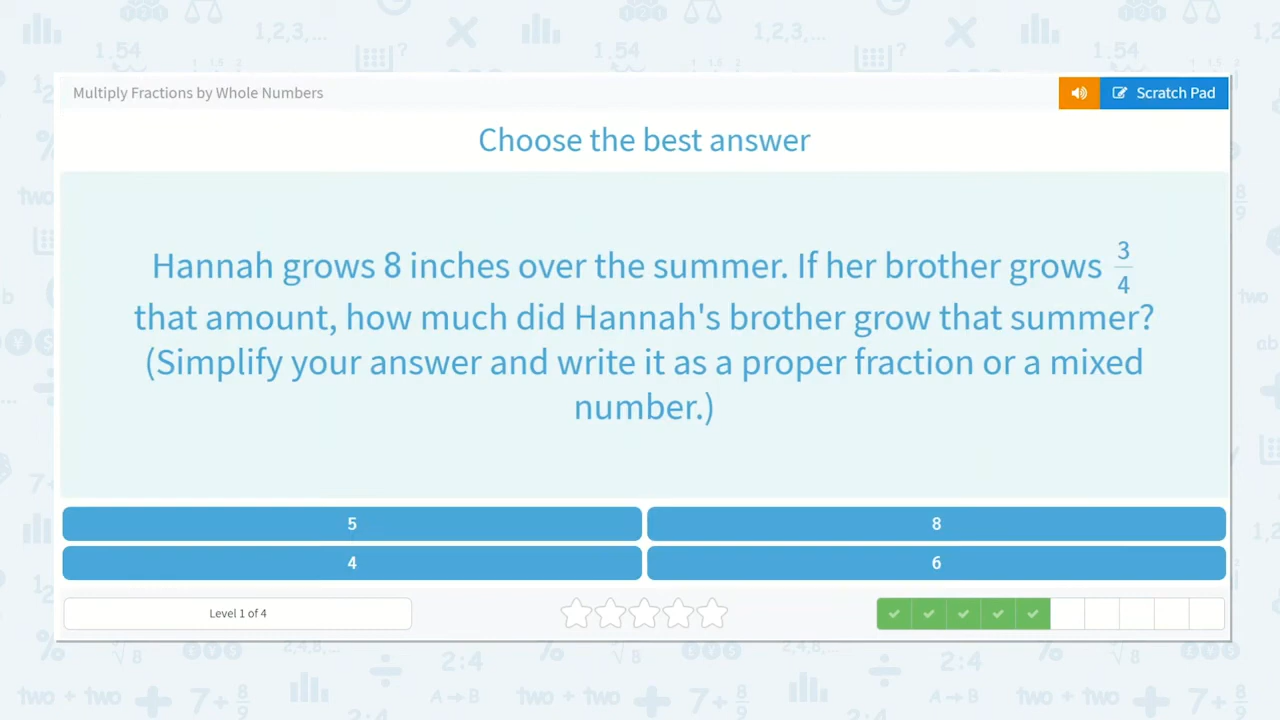 Multiply Fractions by Whole Numbers
Scratch Pad
Choose the best answer
Hannah grows 8 inches over the summer. If her brother grows 3/4
that amount, how much did Hannah's brother grow that summer?
(Simplify your answer and write it as a proper fraction or a mixed
number.)
5
8
4
6
Level 1 of 4